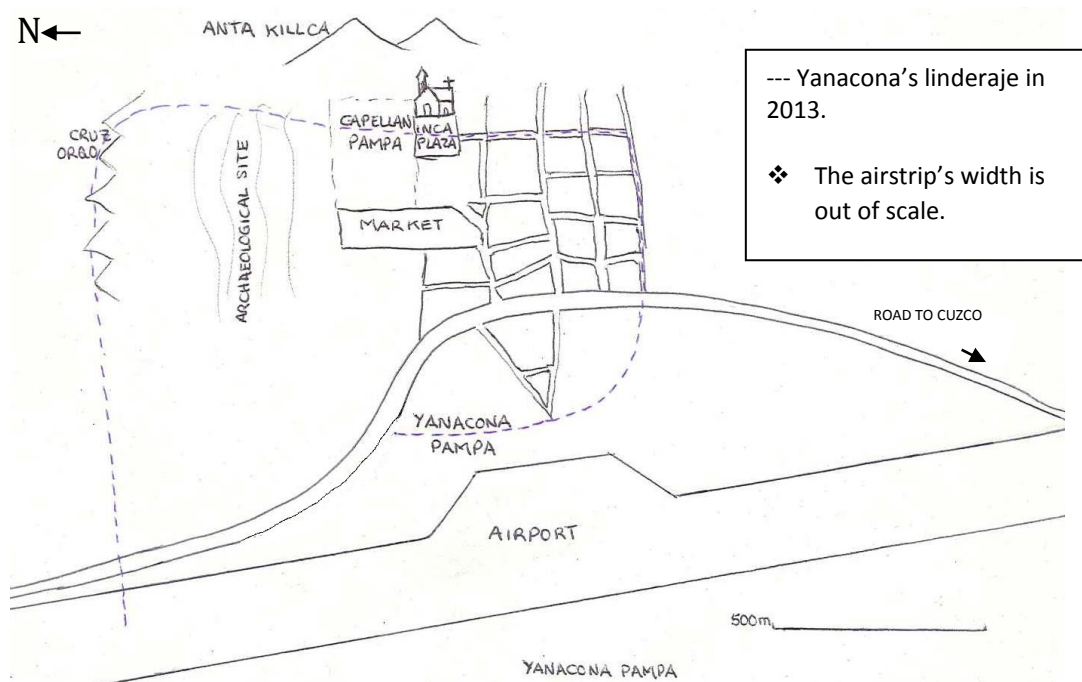 N
ANTA KILLCA
--- Yanacona’s linderaje in
2013.
❖ The airstrip’s width is
out of scale.
CRUZ
ORQO
ARCHAEOLOGICAL SITE
CAPELLAN
PAMPA
INCA
PLAZA
MARKET
ROAD TO CUZCO
YANACONA
PAMPA
AIRPORT
500m
YANACONA PAMPA